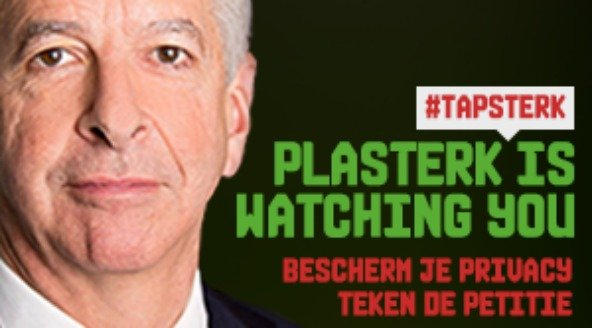 #TAPSTERK
PLASTERK IS
WATCHING YOU
BESCHERM JE PRIVACY
TEKEN DE PETITIE